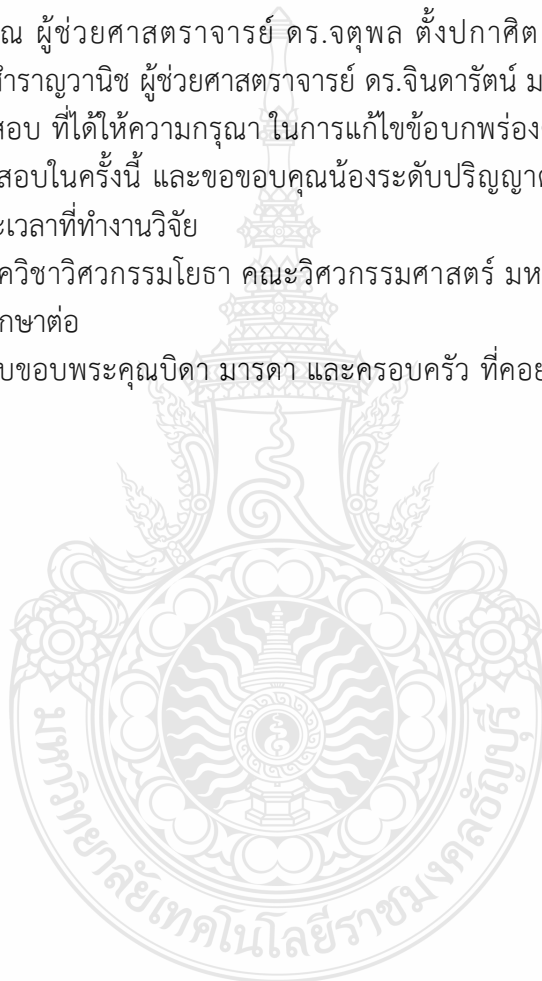 ณ ผู้ช่วยศาสตราจารย์ ดร.จตุพล ตั้งปกาศิต
สำราญวานิช ผู้ช่วยศาสตราจารย์ ดร.จินดารัตน์ ม
สอบ ที่ได้ให้ความกรุณา ในการแก้ไขข้อบกพร่อง
สอบในครั้งนี้ และขอขอบคุณน้องระดับปริญญา
ะเวลาที่ทำงานวิจัย
ควิชาวิศวกรรมโยธา คณะวิศวกรรมศาสตร์ มห
กษาต่อ
บขอบพระคุณบิดา มารดา และครอบครัว ที่คอย
มหาวิทยาลัยเทคโนโลยีราชมงคลธัญบุรี